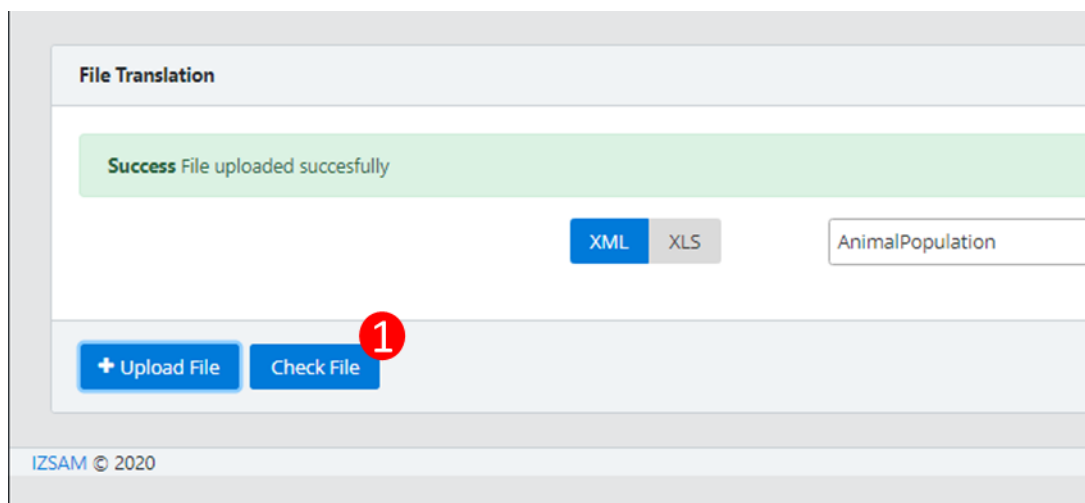 File Translation
Success File uploaded succesfully
XML XLS AnimalPopulation
1
+ Upload File Check File
IZSAM © 2020